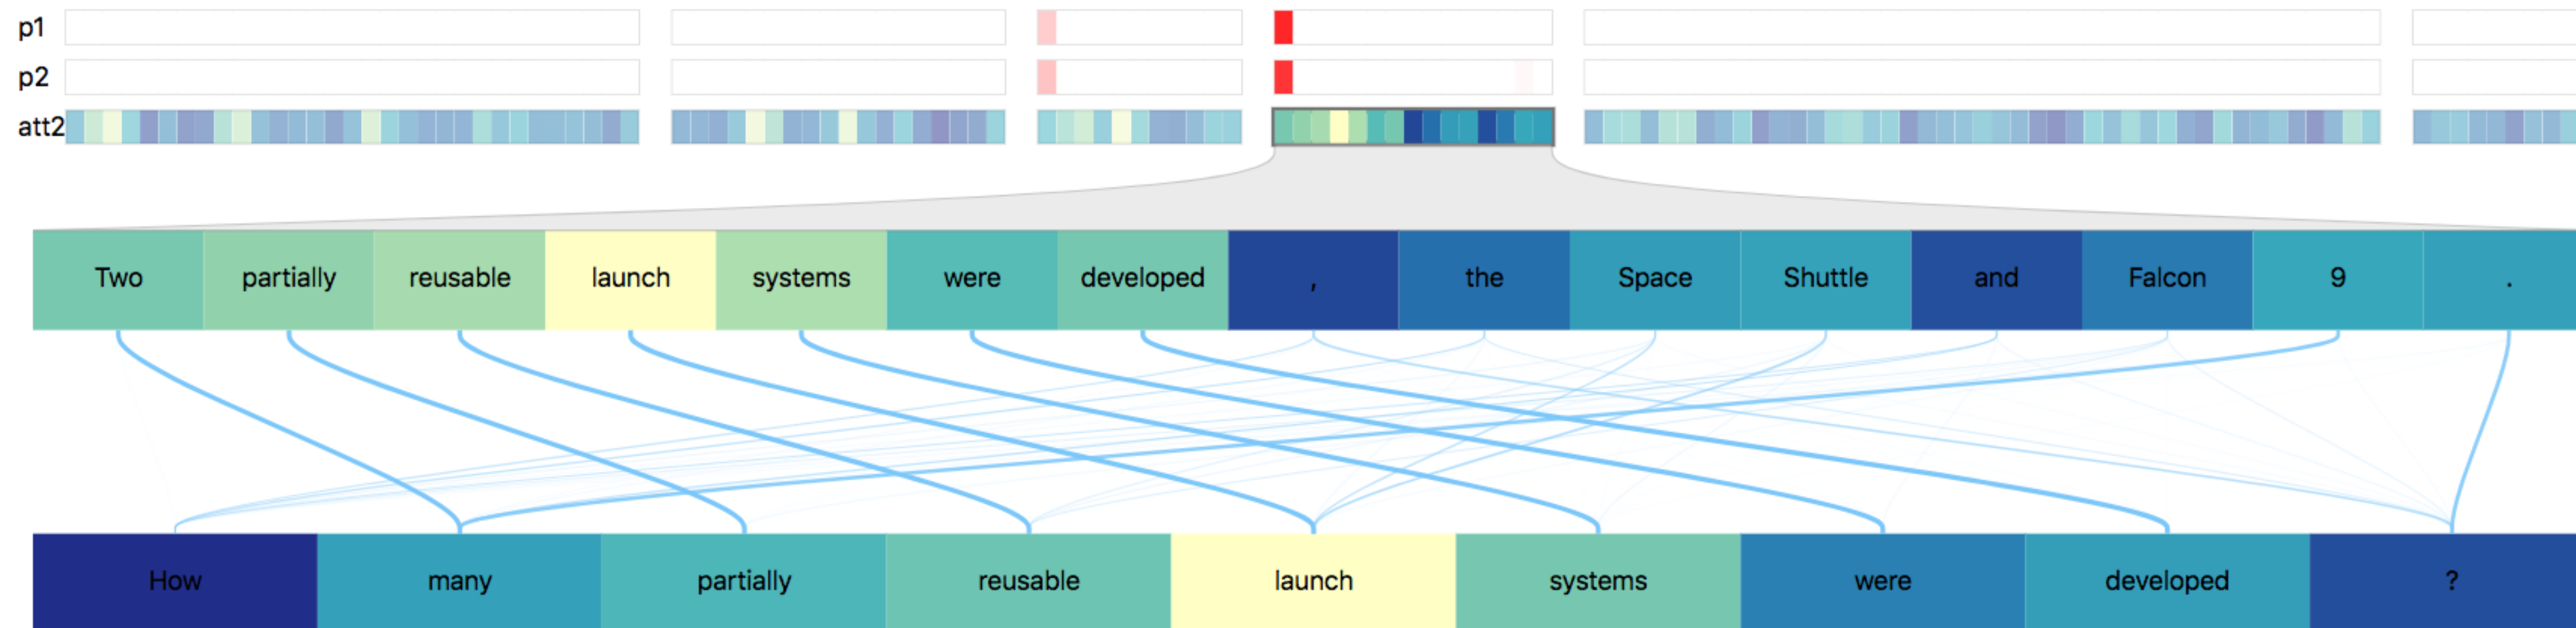 p1
p2
att2
Two partially reusable launch systems were developed , the Space Shuttle and Falcon 9 .
How many partially reusable launch systems were developed ?